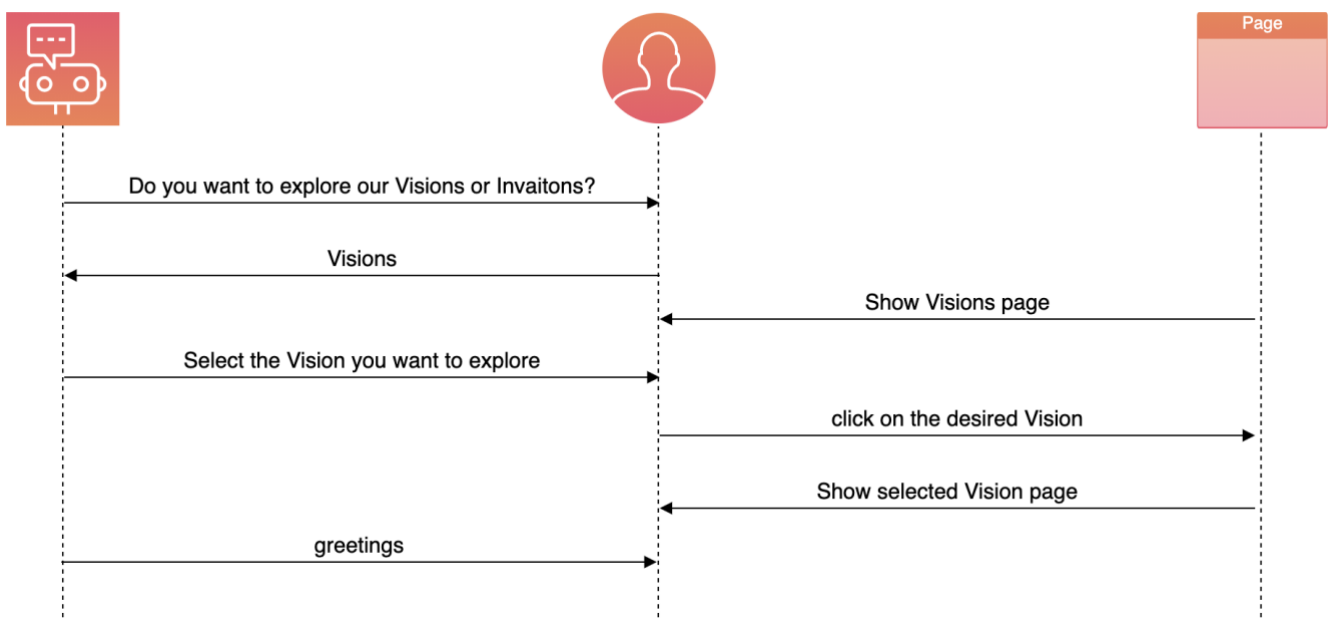 Page
Do you want to explore our Visions or Invaitons?
Visions
Show Visions page
Select the Vision you want to explore
click on the desired Vision
Show selected Vision page
greetings